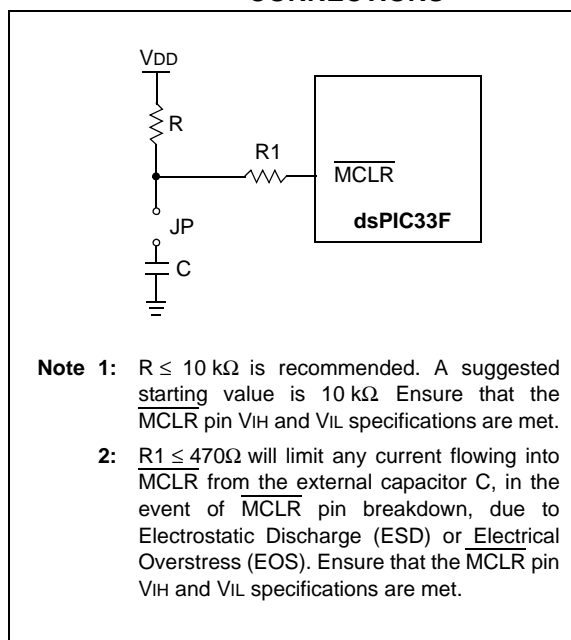 CONNECTIONS
VDD
R
R1
MCLR
dsPIC33F
JP
C
Note 1: R ≤ 10 kΩ is recommended. A suggested
starting value is 10 kΩ Ensure that the
MCLR pin VIH and VIL specifications are met.
2: R1 ≤ 470Ω will limit any current flowing into
MCLR from the external capacitor C, in the
event of MCLR pin breakdown, due to
Electrostatic Discharge (ESD) or Electrical
Overstress (EOS). Ensure that the MCLR pin
VIH and VIL specifications are met.